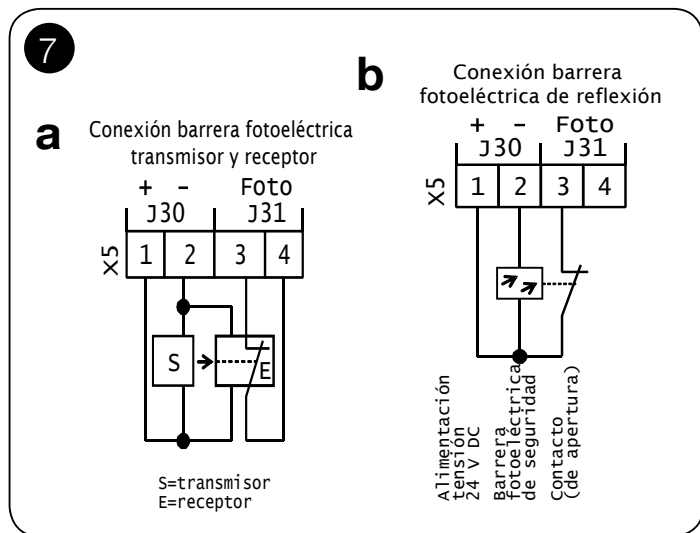 7
a
Conexión barrera fotoeléctrica
transmisor y receptor
+ - Foto
J30 J31
X5 1 2 3 4
S E
S=transmisor
E=receptor
b
Conexión barrera
fotoeléctrica de reflexión
+ - Foto
J30 J31
X5 1 2 3 4
Alimentación
tensión
24 V DC
Barrera
fotoeléctrica
de seguridad
Contacto
(de apertura)